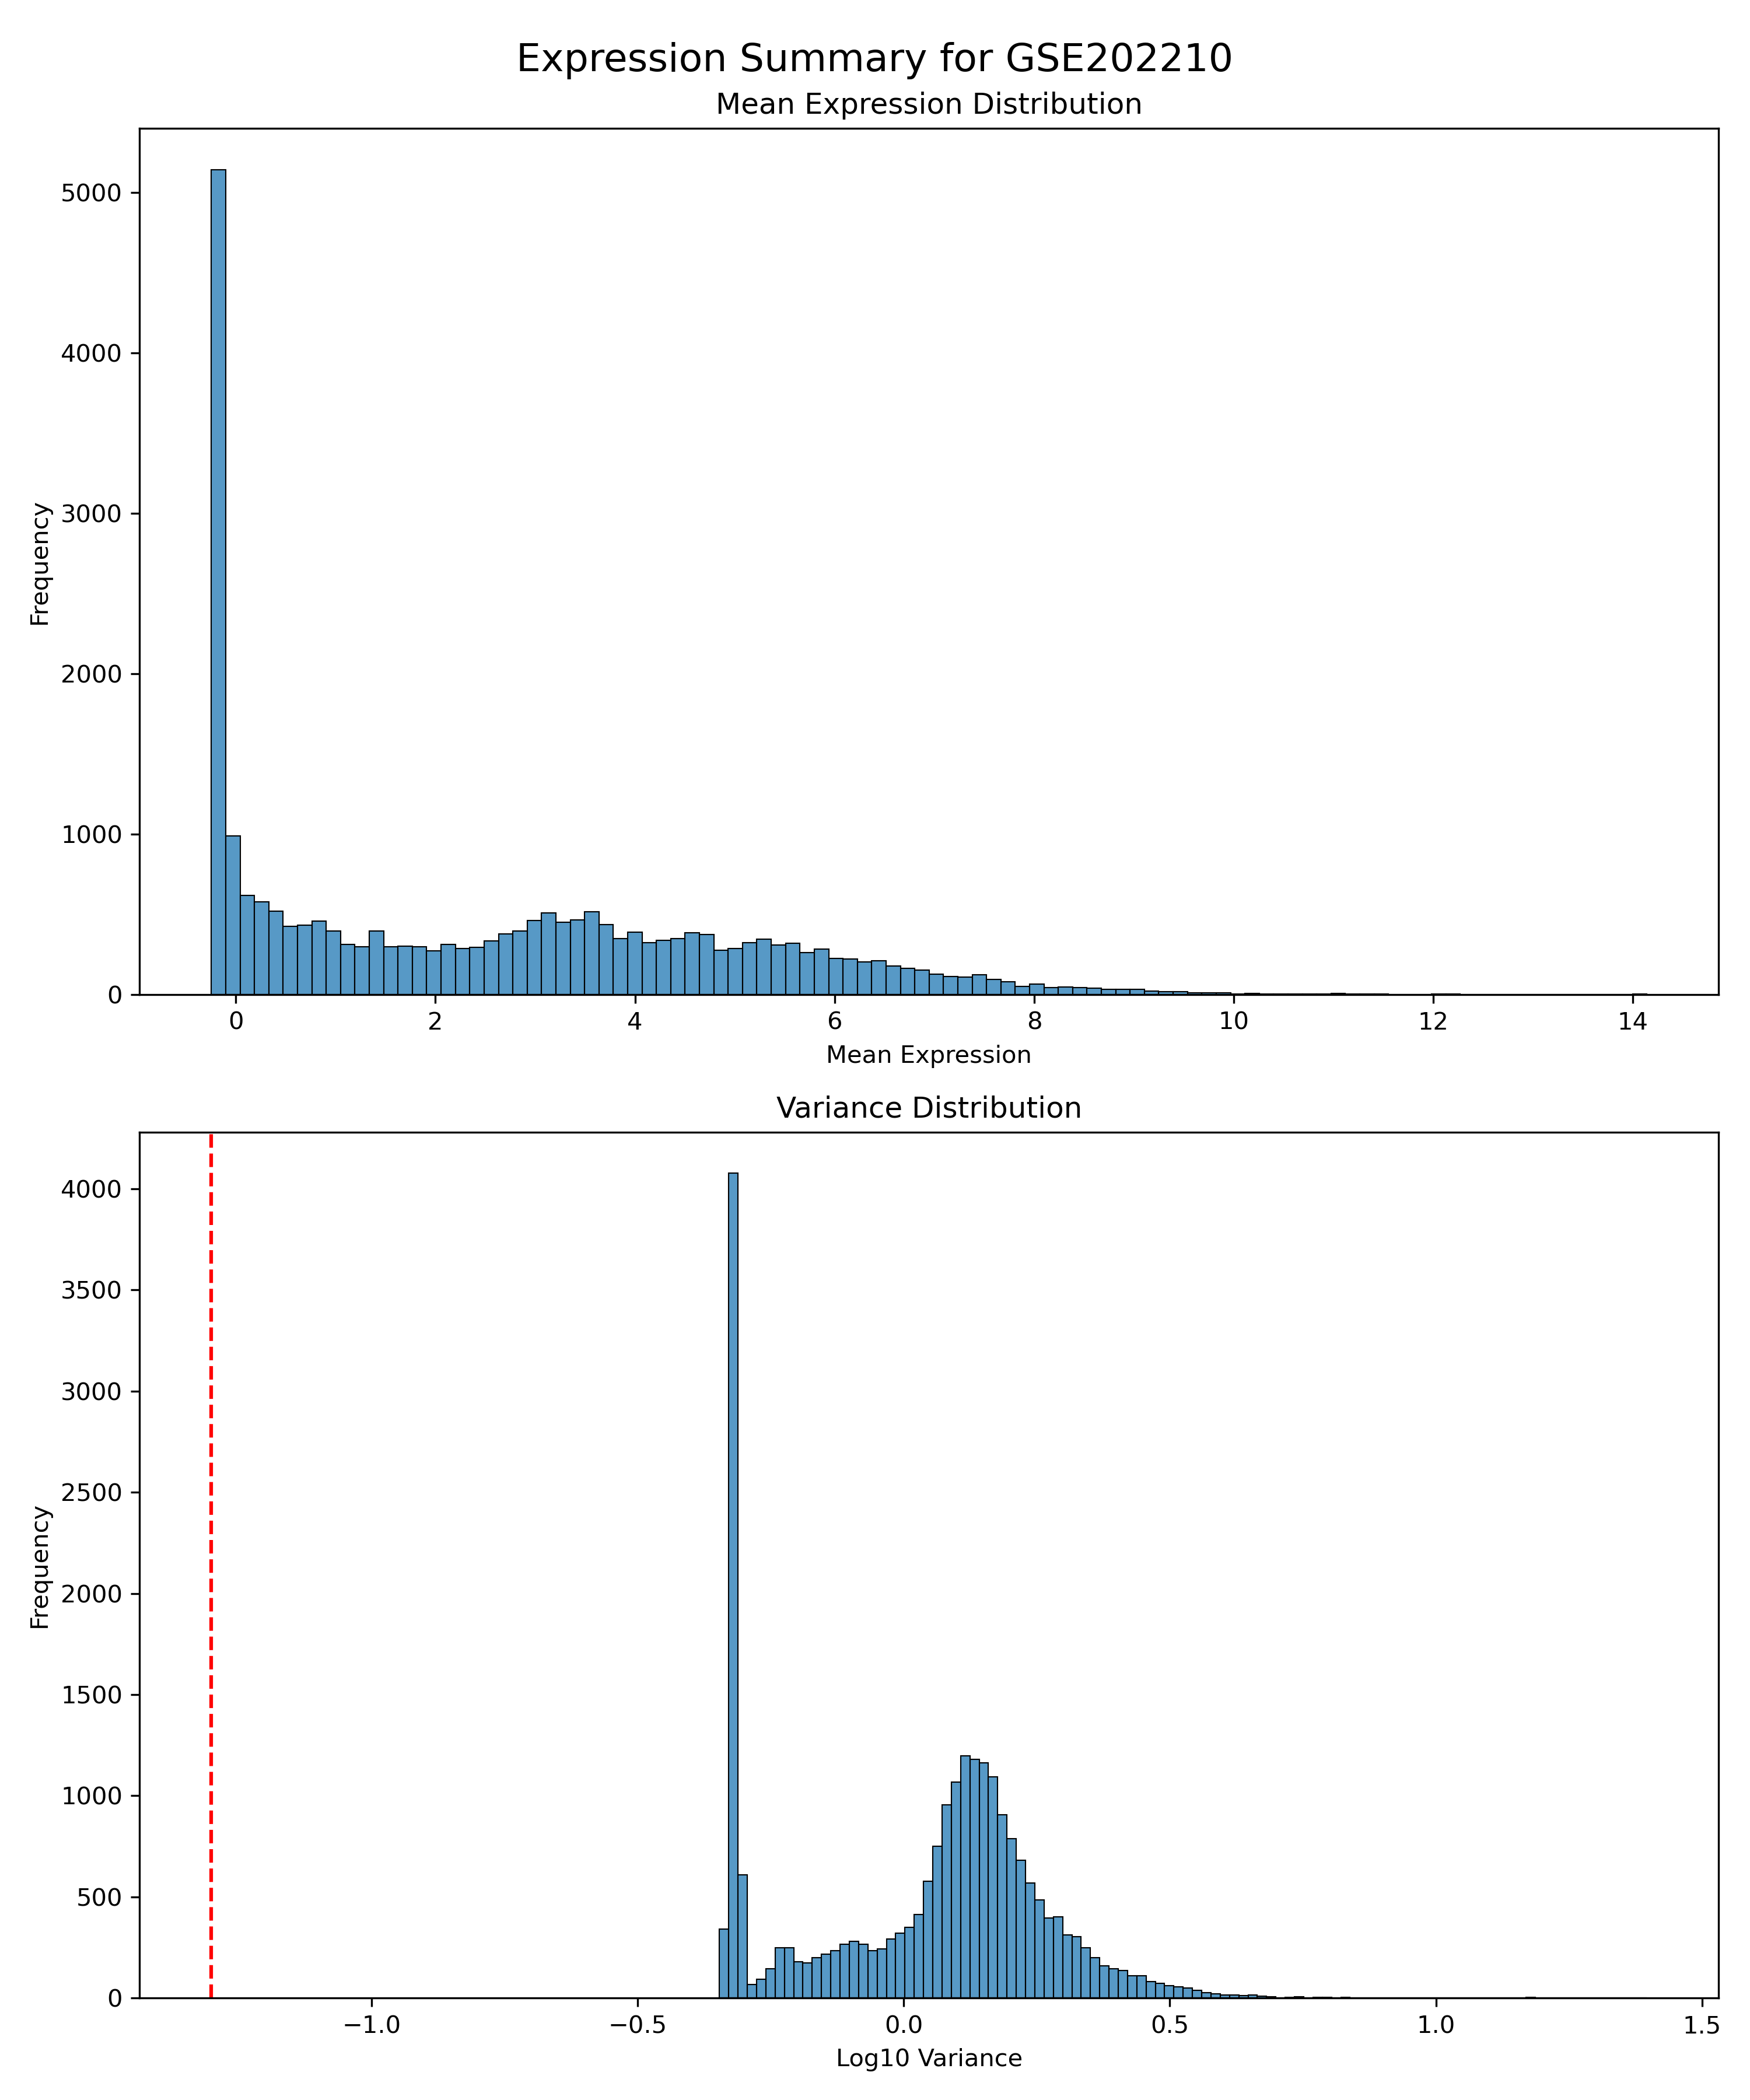 Expression Summary for GSE202210
Mean Expression Distribution
5000
4000
3000
2000
1000
0
Frequency
0 2 4 6 8 10 12 14
Mean Expression
Variance Distribution
4000
3500
3000
2500
2000
1500
1000
500
0
Frequency
−1.0 −0.5 0.0 0.5 1.0 1.5
Log10 Variance